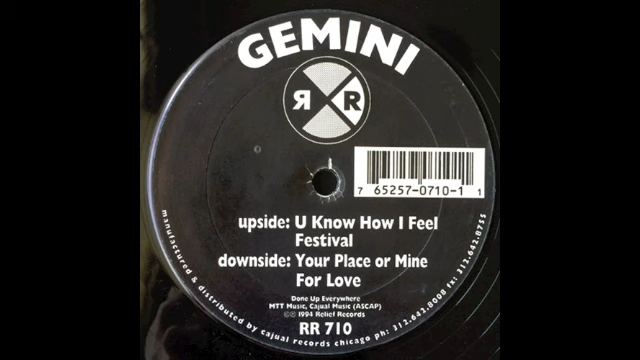 GEMINI
ЯR
7 65257-0710-1 1
upside: U Know How I Feel
Festival
downside: Your Place or Mine
For Love
Done Up Everywhere
MTT Music, Cajual Music (ASCAP)
©℗ 1994 Relief Records
RR 710
manufactured & distributed by cajual records chicago ph: 312.642.8008 fx: 312.642.8755